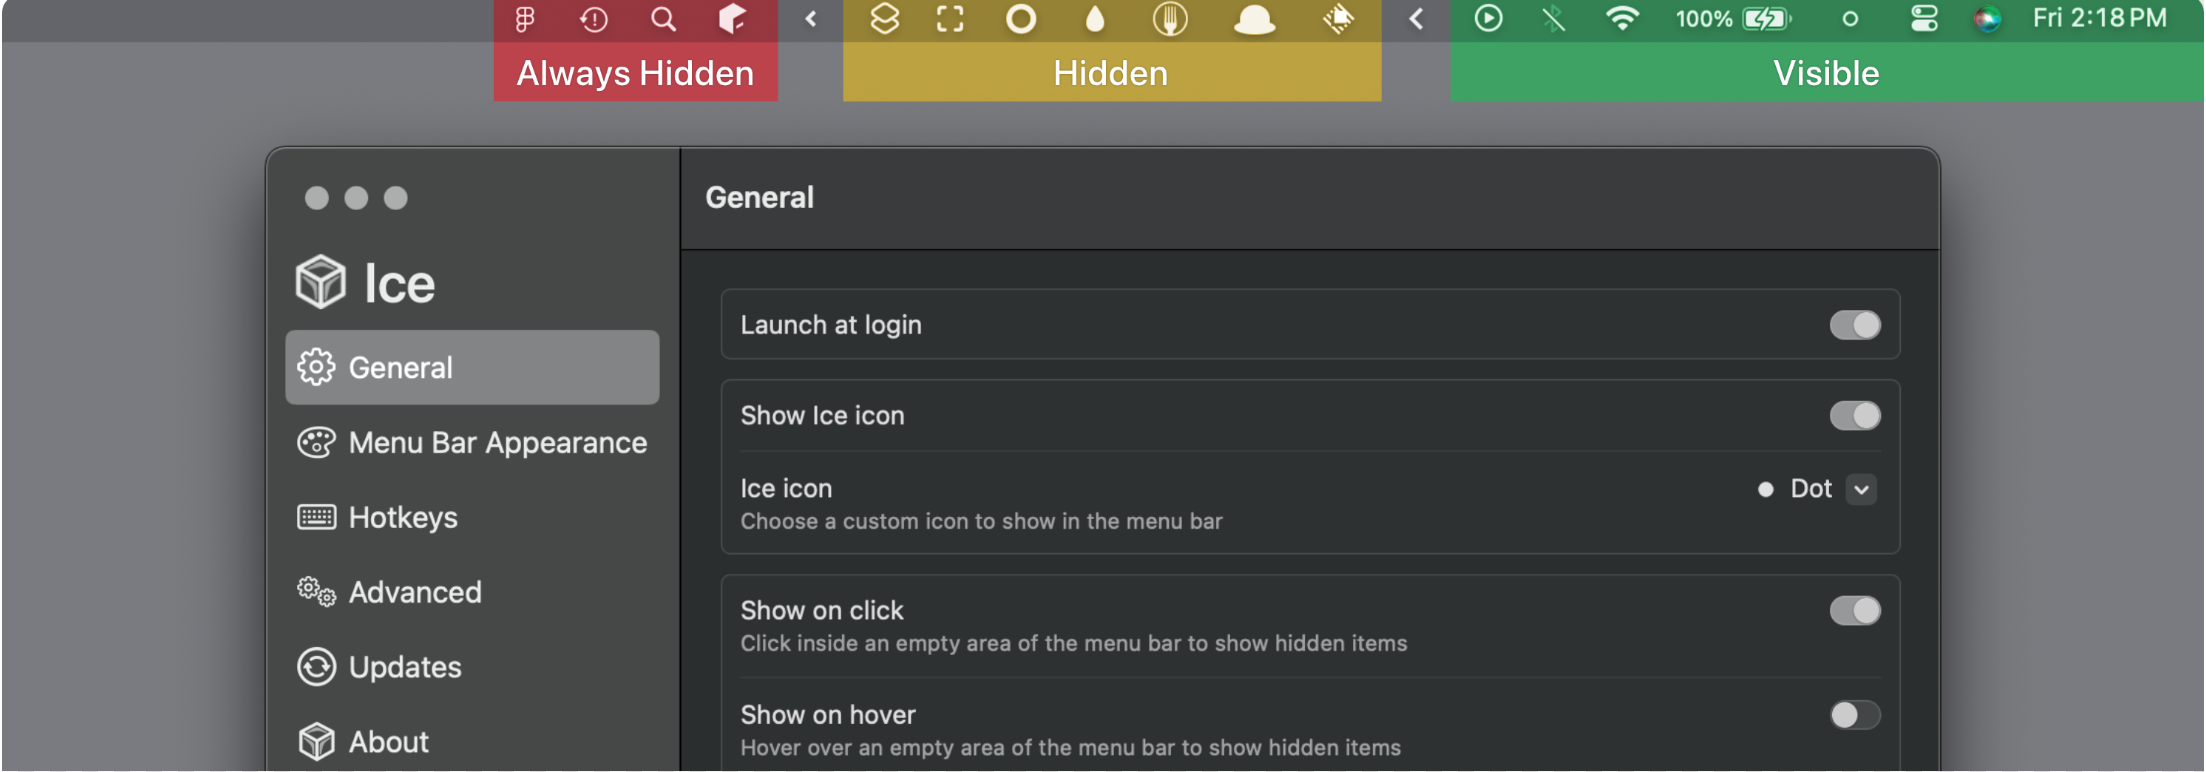 100%
Fri 2:18 PM
Always Hidden
Hidden
Visible
General
Ice
General
Menu Bar Appearance
Hotkeys
Advanced
Updates
About
Launch at login
Show Ice icon
Ice icon
Dot
Choose a custom icon to show in the menu bar
Show on click
Click inside an empty area of the menu bar to show hidden items
Show on hover
Hover over an empty area of the menu bar to show hidden items